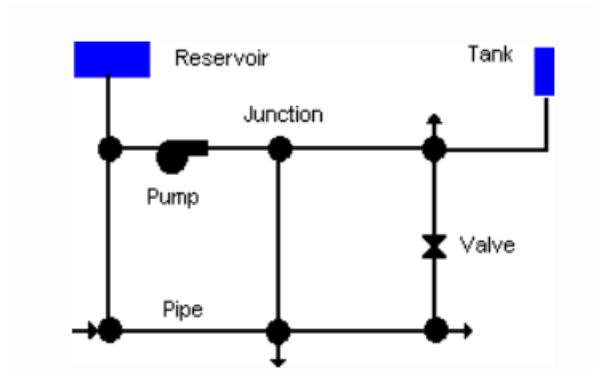 Reservoir
Tank
Junction
Pump
Valve
Pipe